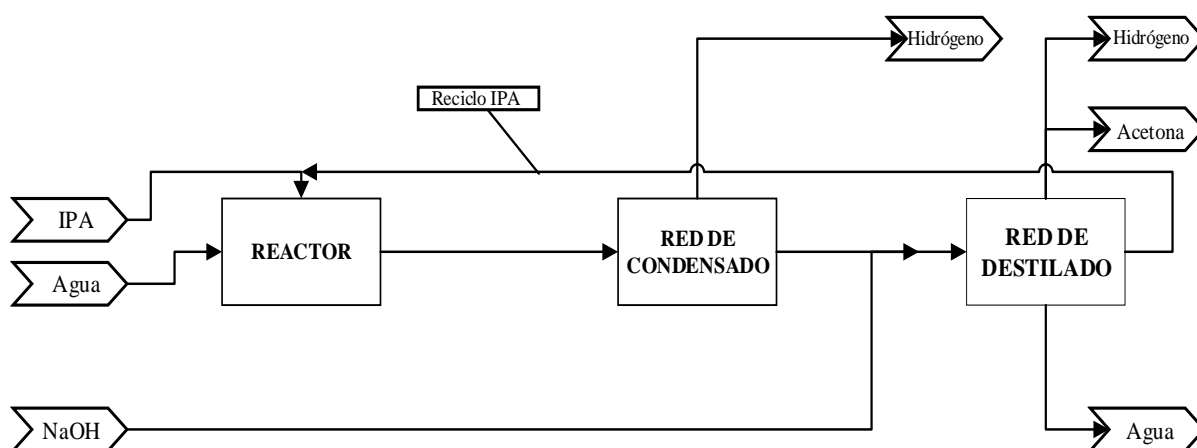 Hidrógeno
Hidrógeno
Reciclo IPA
Acetona
IPA
REACTOR
RED DE
CONDENSADO
RED DE
DESTILADO
Agua
NaOH
Agua